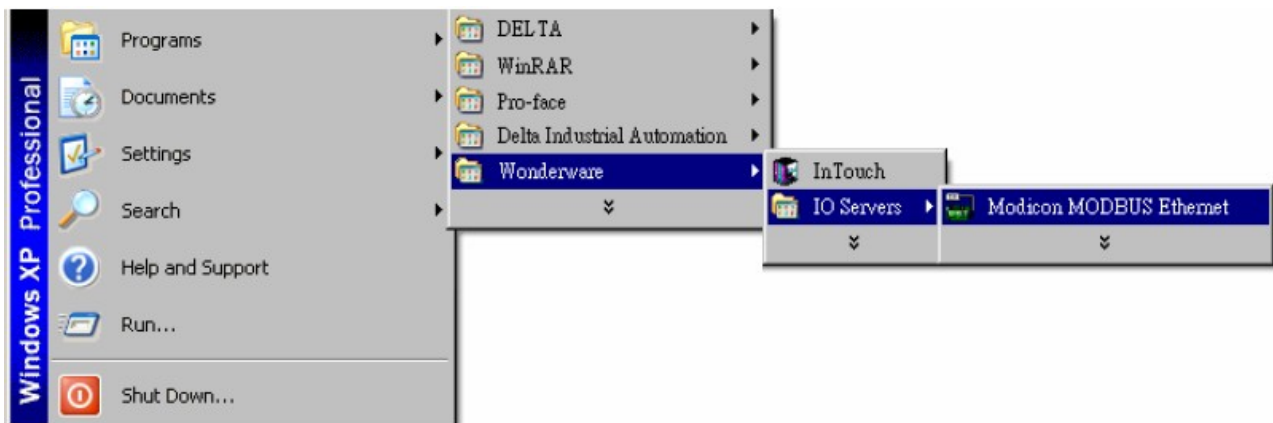 Windows XP Professional
Programs
Documents
Settings
Search
Help and Support
Run...
Shut Down...
DELTA
WinRAR
Pro-face
Delta Industrial Automation
Wonderware
InTouch
IO Servers
Modicon MODBUS Ethernet